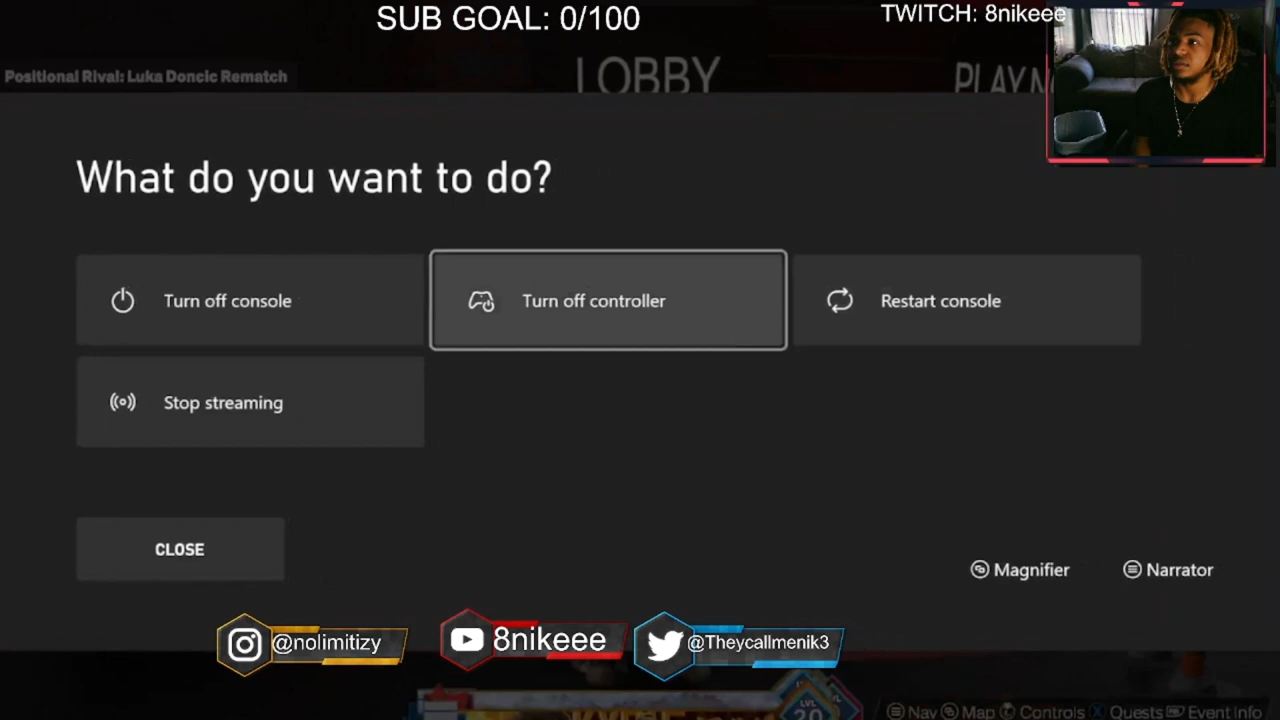 SUB GOAL: 0/100
TWITCH: 8nikeee
Positional Rival: Luka Doncic Rematch
LOBBY
What do you want to do?
Turn off console
Turn off controller
Restart console
Stop streaming
CLOSE
Magnifier
Narrator
@nolimitizy
8nikeee
@Theycallmenik3
LVL
20
Nav
Map
Controls
X Quests
Event Info